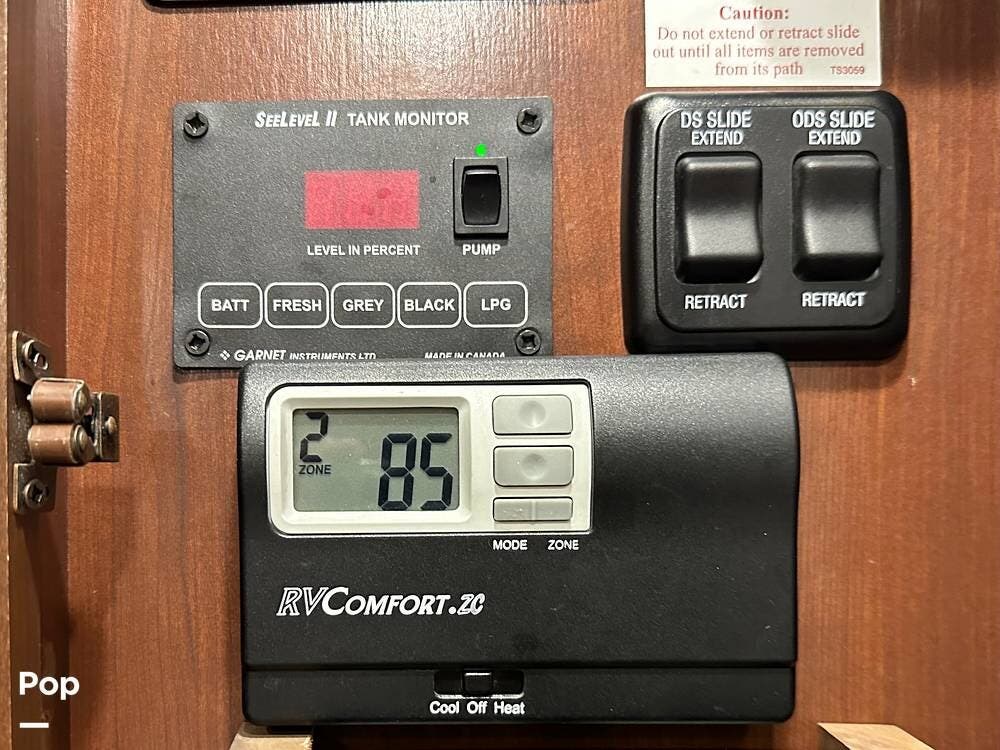 Caution:
Do not extend or retract slide
out until all items are removed
from its path TS3059
SEELEVEL II TANK MONITOR
LEVEL IN PERCENT
PUMP
BATT FRESH GREY BLACK LPG
GARNET INSTRUMENTS LTD MADE IN CANADA
DS SLIDE
EXTEND
RETRACT
ODS SLIDE
EXTEND
RETRACT
2
ZONE
85
MODE ZONE
RVCOMFORT.ZC
Cool Off Heat
Pop